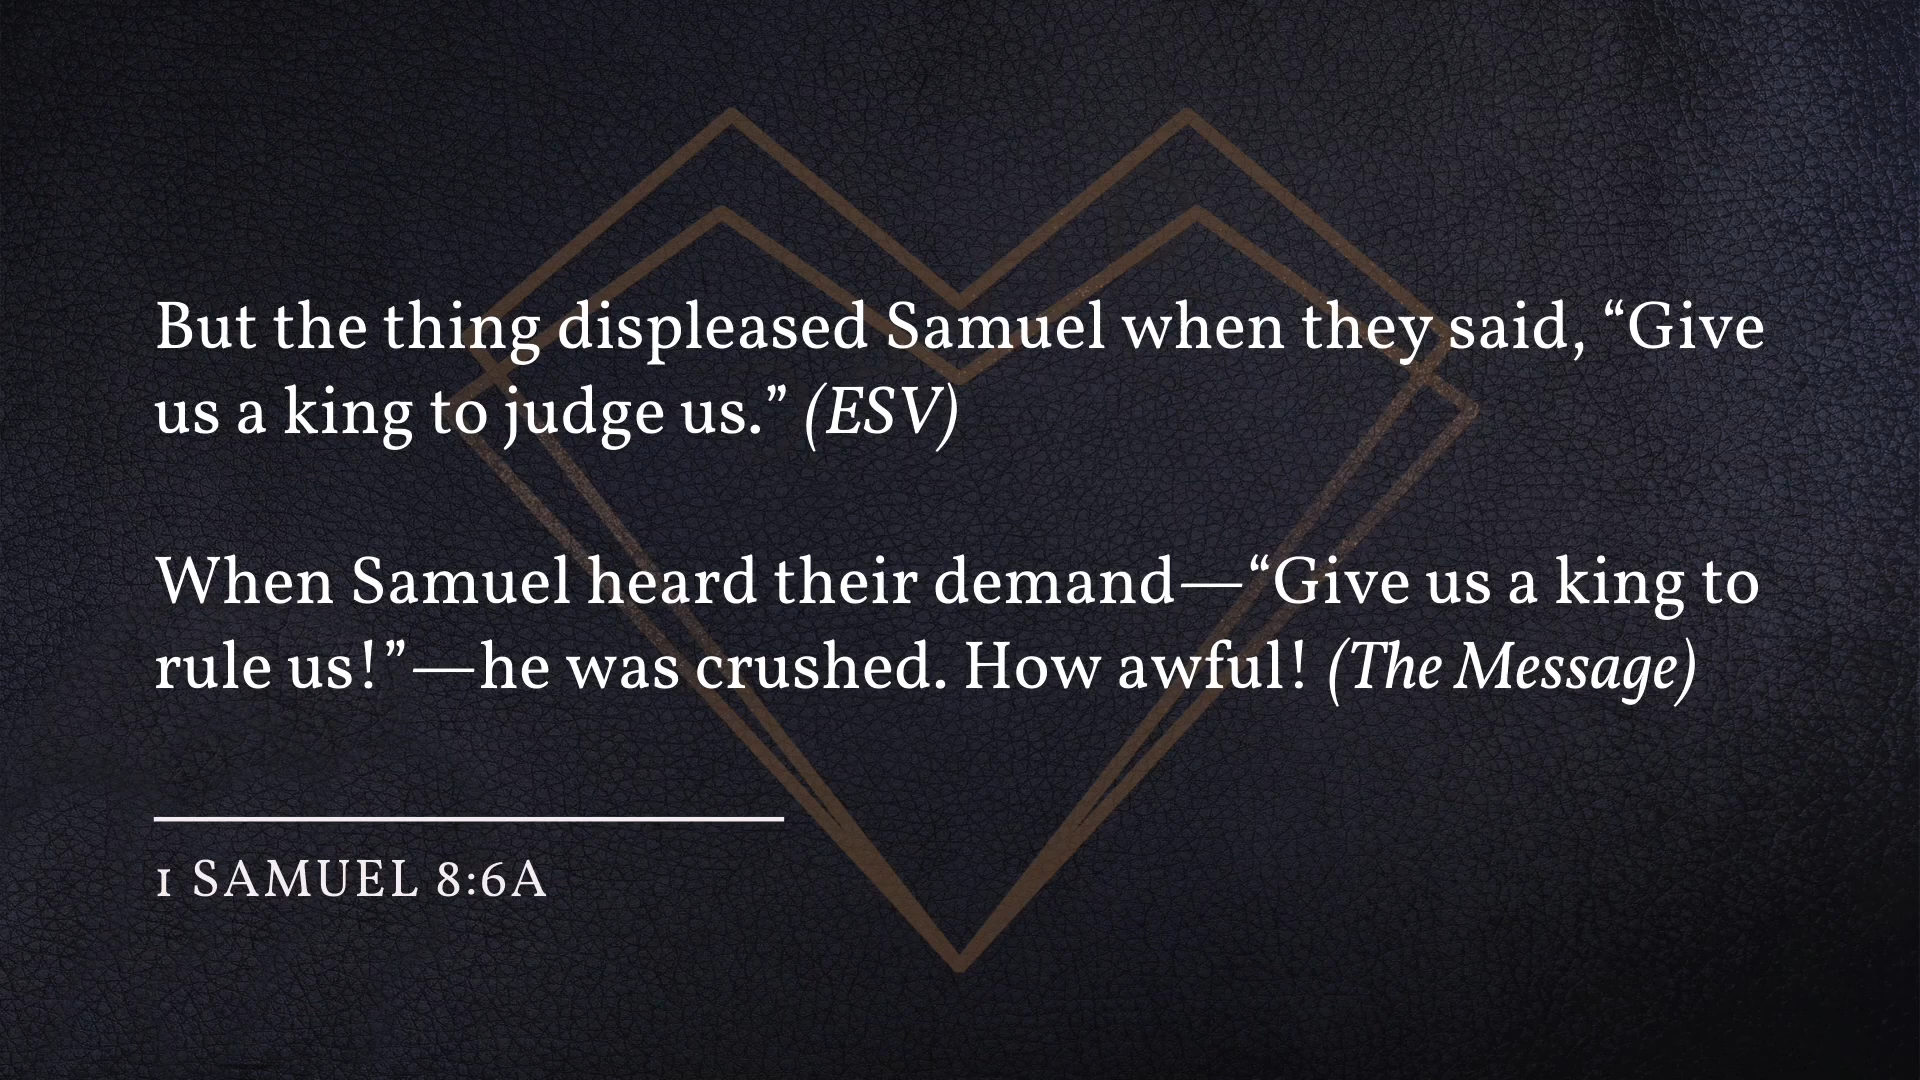 But the thing displeased Samuel when they said, “Give
us a king to judge us.” (ESV)
When Samuel heard their demand—“Give us a king to
rule us!”—he was crushed. How awful! (The Message)
1 SAMUEL 8:6A